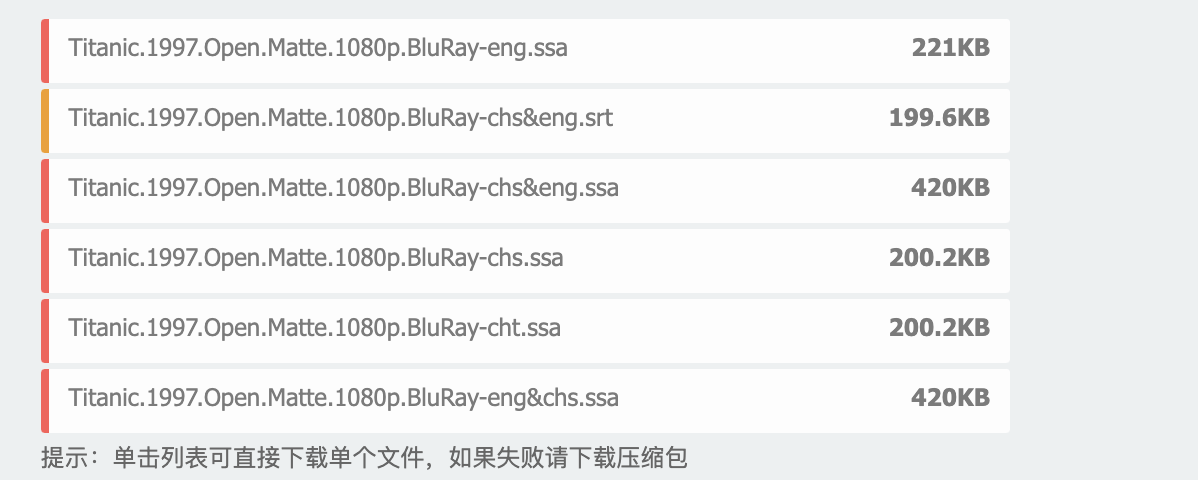 Titanic.1997.Open.Matte.1080p.BluRay-eng.ssa 221KB
Titanic.1997.Open.Matte.1080p.BluRay-chs&eng.srt 199.6KB
Titanic.1997.Open.Matte.1080p.BluRay-chs&eng.ssa 420KB
Titanic.1997.Open.Matte.1080p.BluRay-chs.ssa 200.2KB
Titanic.1997.Open.Matte.1080p.BluRay-cht.ssa 200.2KB
Titanic.1997.Open.Matte.1080p.BluRay-eng&chs.ssa 420KB
提示：单击列表可直接下载单个文件，如果失败请下载压缩包